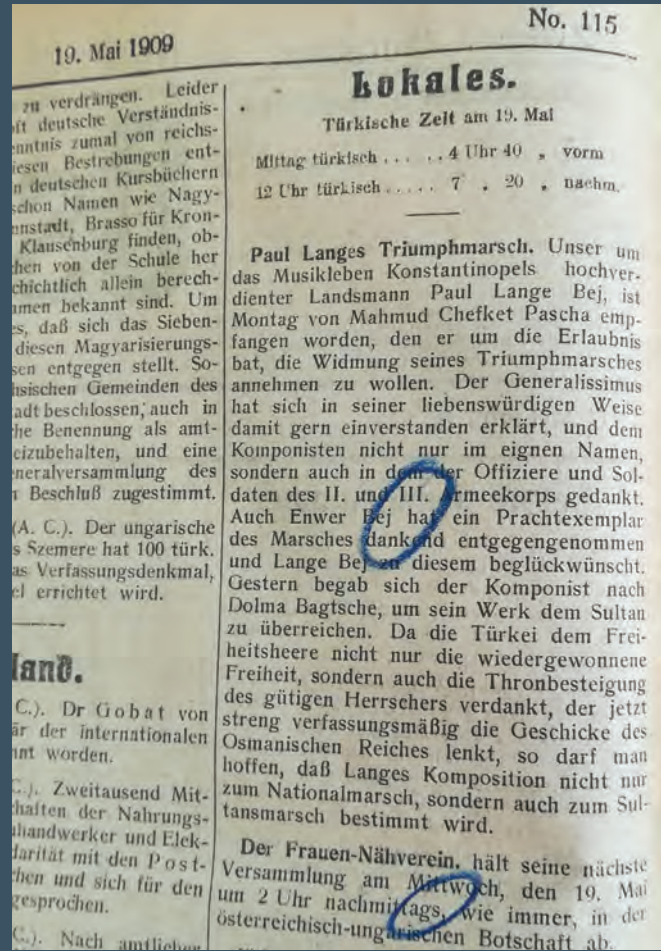 19. Mai 1909
No. 115
zu verdrängen. Leider
oft deutsche Verständnis-
zumal von reichs-
Bestrebungen ent-
deutschen Kursbüchern
schon Namen wie Nagy-
Brasso für Kron-
Klausenburg finden, ob-
von der Schule her
allein berech-
bekannt sind. Um
daß sich das Sieben-
diesen Magyarisierungs-
entgegen stellt. So-
Gemeinden des
beschlossen, auch in
Benennung als amt-
und eine
des
Beschluß zugestimmt.
(A. C.). Der ungarische
Szemere hat 100 türk.
Verfassungsdenkmal,
errichtet wird.
C.). Dr Gobat von
der internationalen
worden.
Zweitausend Mit-
der Nahrungs-
und Elek-
mit den Post-
und sich für den
C.). Nach amtlichen
Lokales.
Türkische Zeit am 19. Mai
Mittag türkisch . . . . . 4 Uhr 40 „ vorm
12 Uhr türkisch . . . . . 7 „ 20 „ nachm.
Paul Langes Triumphmarsch. Unser um
das Musikleben Konstantinopels hochver-
dienter Landsmann Paul Lange Bej, ist
Montag von Mahmud Chefket Pascha emp-
fangen worden, den er um die Erlaubnis
bat, die Widmung seines Triumphmarsches
annehmen zu wollen. Der Generalissimus
hat sich in seiner liebenswürdigen Weise
damit gern einverstanden erklärt, und dem
Komponisten nicht nur im eignen Namen,
sondern auch in dem der Offiziere und Sol-
daten des II. und III. Armeekorps gedankt.
Auch Enwer Bej hat ein Prachtexemplar
des Marsches dankend entgegengenommen
und Lange Bej zu diesem beglückwünscht.
Gestern begab sich der Komponist nach
Dolma Bagtsche, um sein Werk dem Sultan
zu überreichen. Da die Türkei dem Frei-
heitsheere nicht nur die wiedergewonnene
Freiheit, sondern auch die Thronbesteigung
des gütigen Herrschers verdankt, der jetzt
streng verfassungsmäßig die Geschicke des
Osmanischen Reiches lenkt, so darf man
hoffen, daß Langes Komposition nicht nur
zum Nationalmarsch, sondern auch zum Sul-
tansmarsch bestimmt wird.
Der Frauen-Nähverein. hält seine nächste
Versammlung am Mittwoch, den 19. Mai
um 2 Uhr nachmittags, wie immer, in der
österreichisch-ungarischen Botschaft ab.